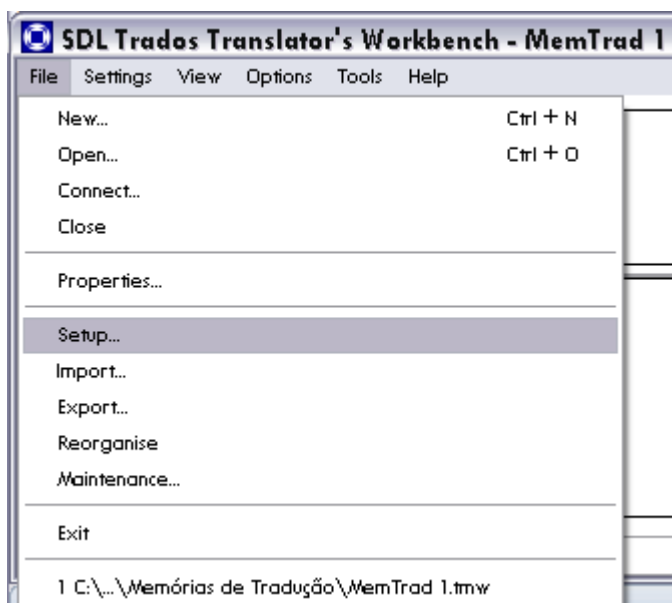 SDL Trados Translator's Workbench - MemTrad 1
File Settings View Options Tools Help
New... Ctrl + N
Open... Ctrl + O
Connect...
Close
Properties...
Setup...
Import...
Export...
Reorganise
Maintenance...
Exit
1 C:\...\Memórias de Tradução\MemTrad 1.tmw